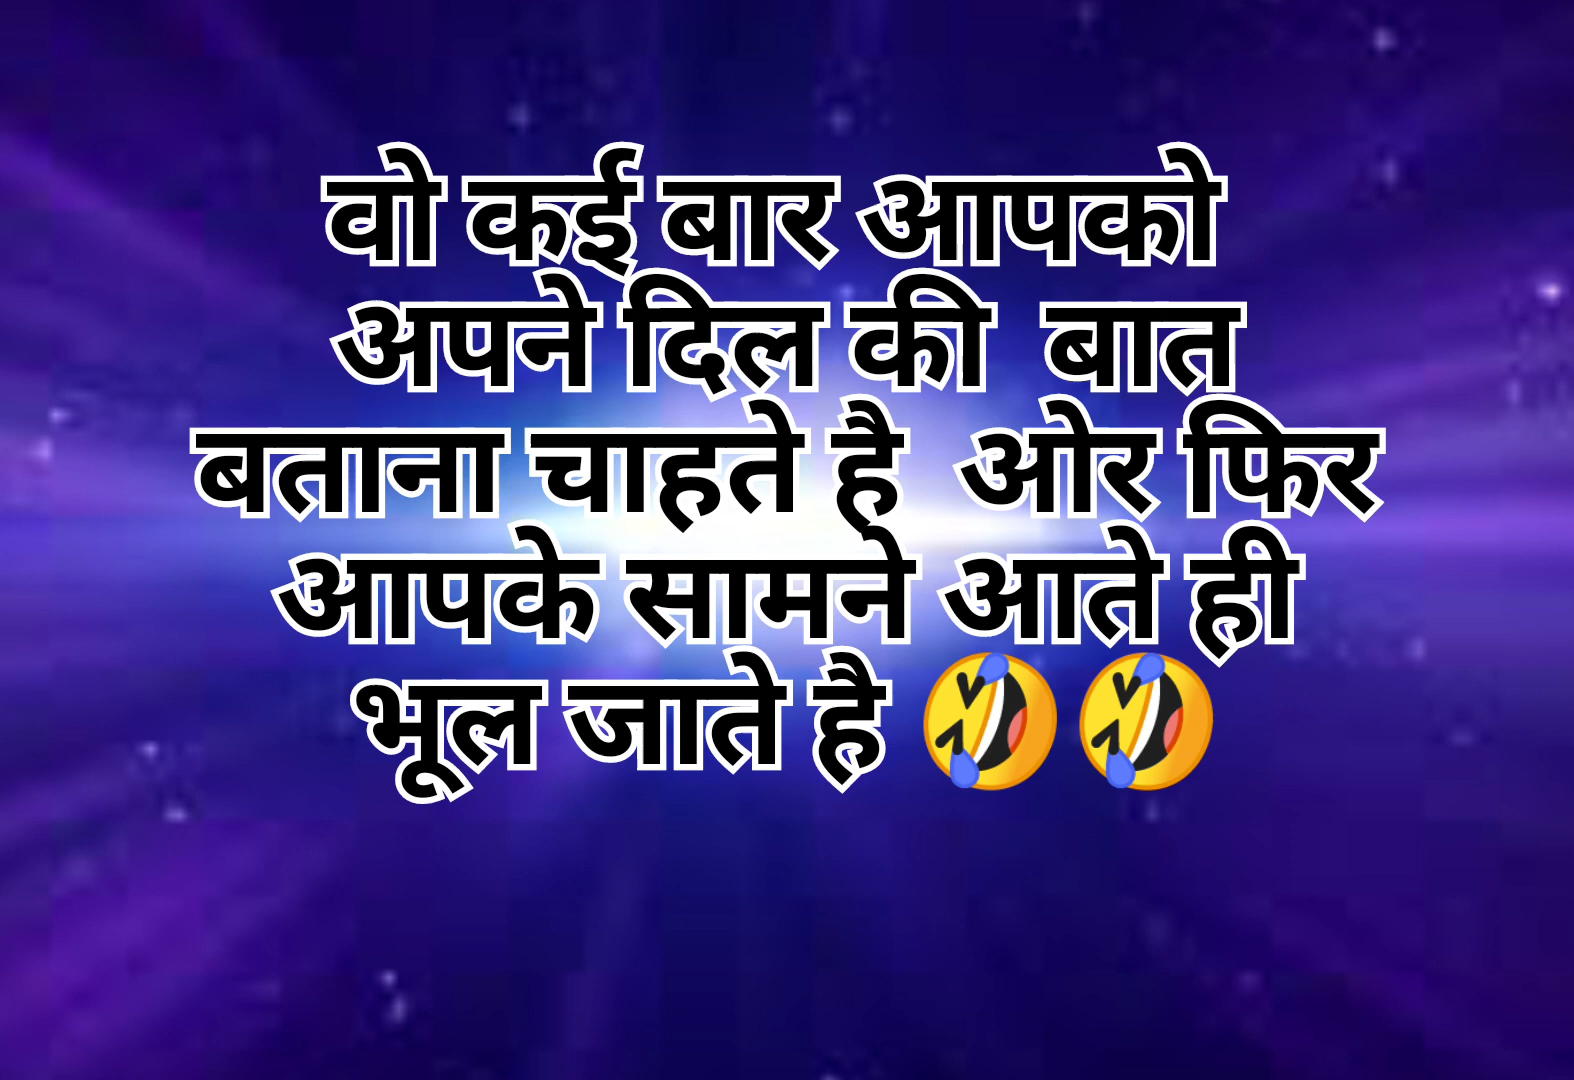 वो कई बार आपको
अपने दिल की बात
बताना चाहते है ओर फिर
आपके सामने आते ही
भूल जाते है 🤣🤣